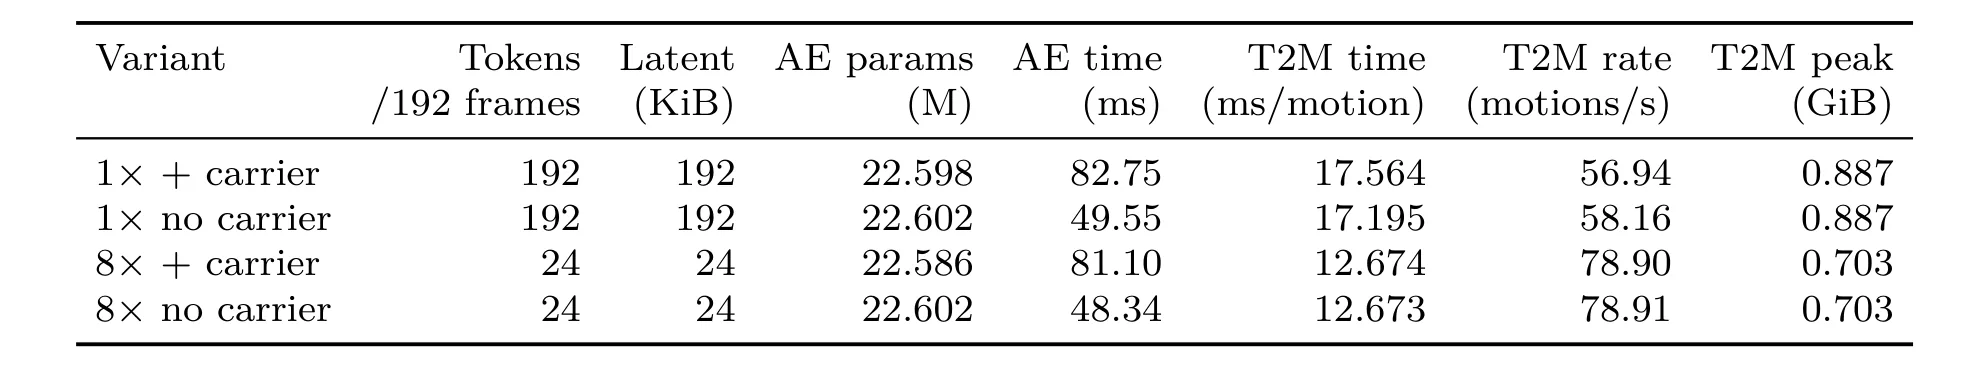 Variant Tokens Latent AE params AE time T2M time T2M rate T2M peak
/192 frames (KiB) (M) (ms) (ms/motion) (motions/s) (GiB)
1× + carrier 192 192 22.598 82.75 17.564 56.94 0.887
1× no carrier 192 192 22.602 49.55 17.195 58.16 0.887
8× + carrier 24 24 22.586 81.10 12.674 78.90 0.703
8× no carrier 24 24 22.602 48.34 12.673 78.91 0.703